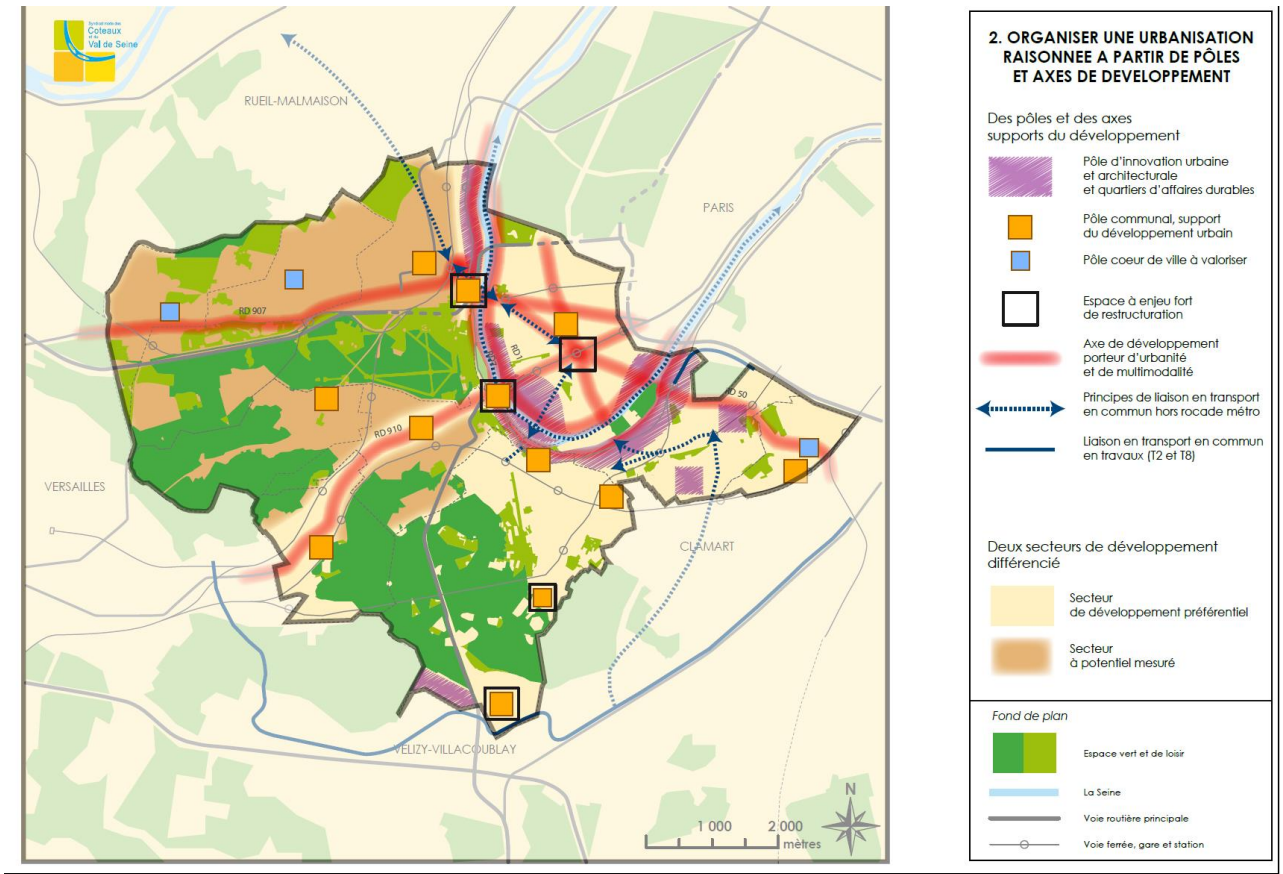 Syndicat mixte des
Coteaux
et du
Val de Seine
RUEIL-MALMAISON
PARIS
RD 907
RD1
RD 50
RD 910
VERSAILLES
CLAMART
VELIZY-VILLACOUBLAY
N
1 000 2 000
mètres
2. ORGANISER UNE URBANISATION
RAISONNEE A PARTIR DE PÔLES
ET AXES DE DEVELOPPEMENT
Des pôles et des axes
supports du développement
Pôle d'innovation urbaine
et architecturale
et quartiers d'affaires durables
Pôle communal, support
du développement urbain
Pôle coeur de ville à valoriser
Espace à enjeu fort
de restructuration
Axe de développement
porteur d'urbanité
et de multimodalité
Principes de liaison en transport
en commun hors rocade métro
Liaison en transport en commun
en travaux (T2 et T8)
Deux secteurs de développement
différencié
Secteur
de développement préférentiel
Secteur
à potentiel mesuré
Fond de plan
Espace vert et de loisir
La Seine
Voie routière principale
Voie ferrée, gare et station